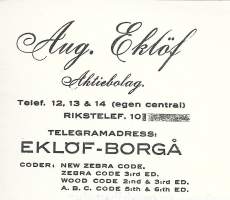 Aug. Eklöf
Aktiebolag.
Telef. 12, 13 & 14 (egen central)
RIKSTELEF. 10
TELEGRAMADRESS:
EKLÖF-BORGÅ
CODER: NEW ZEBRA CODE.
ZEBRA CODE 3rd ED.
WOOD CODE 2nd & 3rd ED.
A. B. C. CODE 5th & 6th ED.